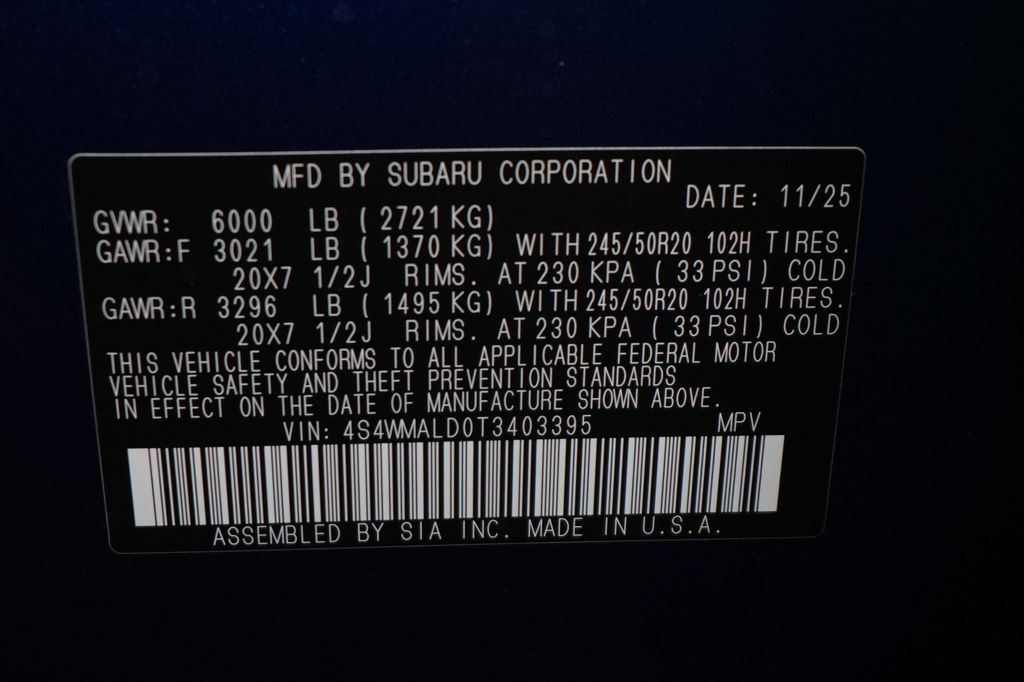 MFD BY SUBARU CORPORATION
DATE: 11/25
GVWR: 6000 LB (2721 KG)
GAWR:F 3021 LB (1370 KG) WITH 245/50R20 102H TIRES.
20X7 1/2J RIMS. AT 230 KPA (33 PSI) COLD
GAWR:R 3296 LB (1495 KG) WITH 245/50R20 102H TIRES.
20X7 1/2J RIMS. AT 230 KPA (33 PSI) COLD
THIS VEHICLE CONFORMS TO ALL APPLICABLE FEDERAL MOTOR
VEHICLE SAFETY AND THEFT PREVENTION STANDARDS
IN EFFECT ON THE DATE OF MANUFACTURE SHOWN ABOVE.
VIN: 4S4WMALD0T3403395 MPV
ASSEMBLED BY SIA INC. MADE IN U.S.A.